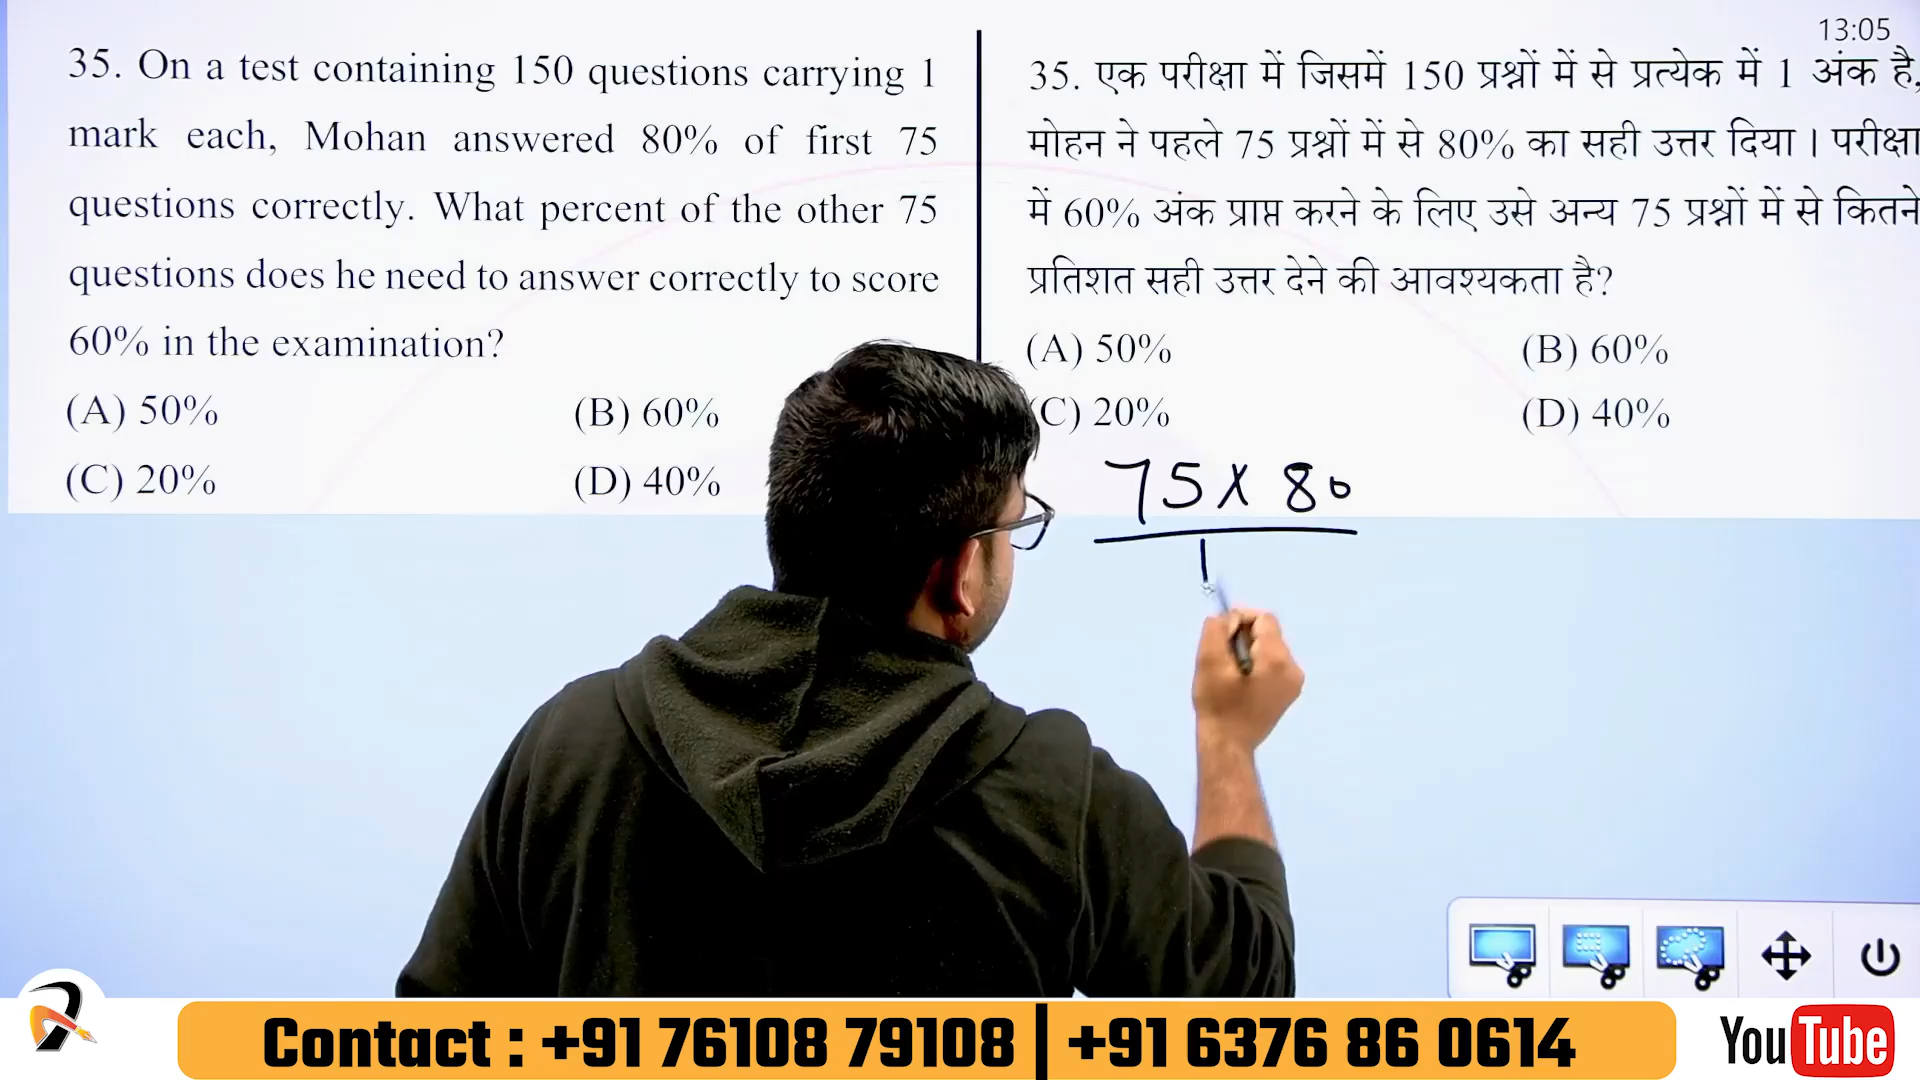 13:05
35. On a test containing 150 questions carrying 1
mark each, Mohan answered 80% of first 75
questions correctly. What percent of the other 75
questions does he need to answer correctly to score
60% in the examination?
(A) 50% (B) 60%
(C) 20% (D) 40%
35. एक परीक्षा में जिसमें 150 प्रश्नों में से प्रत्येक में 1 अंक है,
मोहन ने पहले 75 प्रश्नों में से 80% का सही उत्तर दिया । परीक्षा
में 60% अंक प्राप्त करने के लिए उसे अन्य 75 प्रश्नों में से कितने
प्रतिशत सही उत्तर देने की आवश्यकता है?
(A) 50% (B) 60%
C) 20% (D) 40%
75 x 80
1
Contact : +91 76108 79108 | +91 6376 86 0614
YouTube